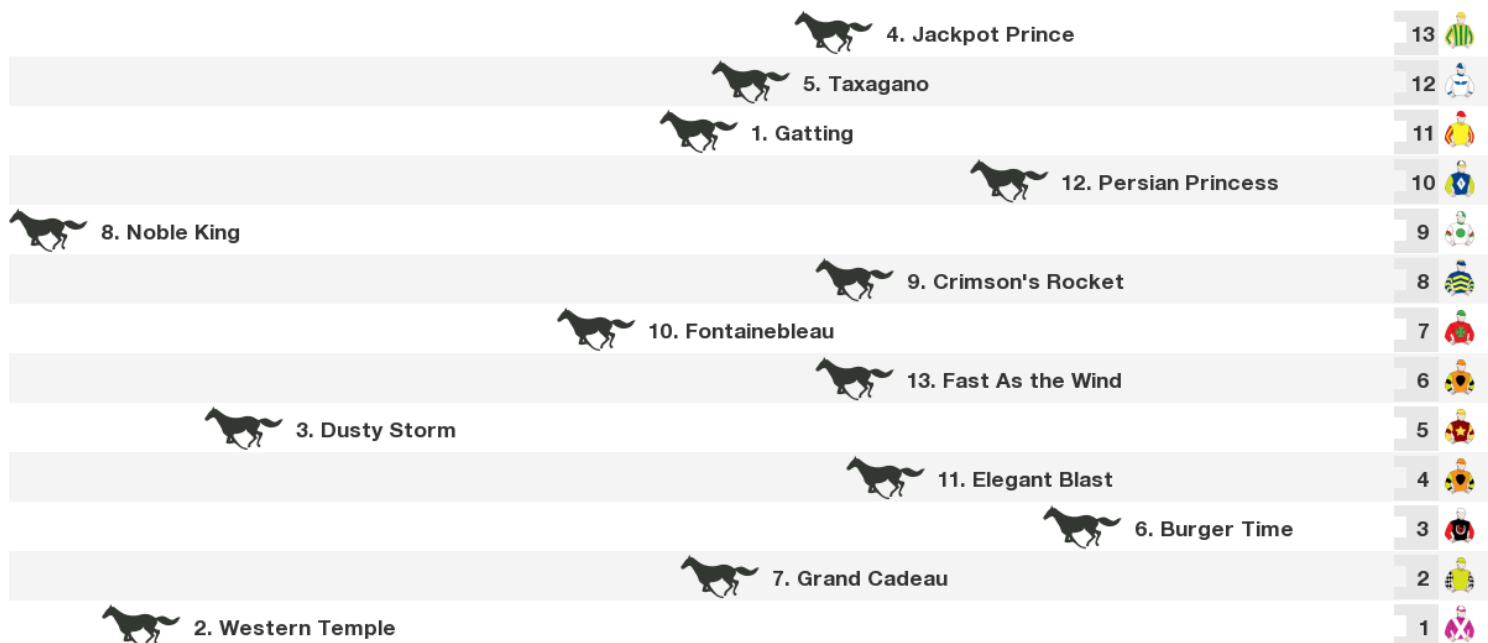 4. Jackpot Prince 13
5. Taxagano 12
1. Gatting 11
12. Persian Princess 10
8. Noble King 9
9. Crimson's Rocket 8
10. Fontainebleau 7
13. Fast As the Wind 6
3. Dusty Storm 5
11. Elegant Blast 4
6. Burger Time 3
7. Grand Cadeau 2
2. Western Temple 1